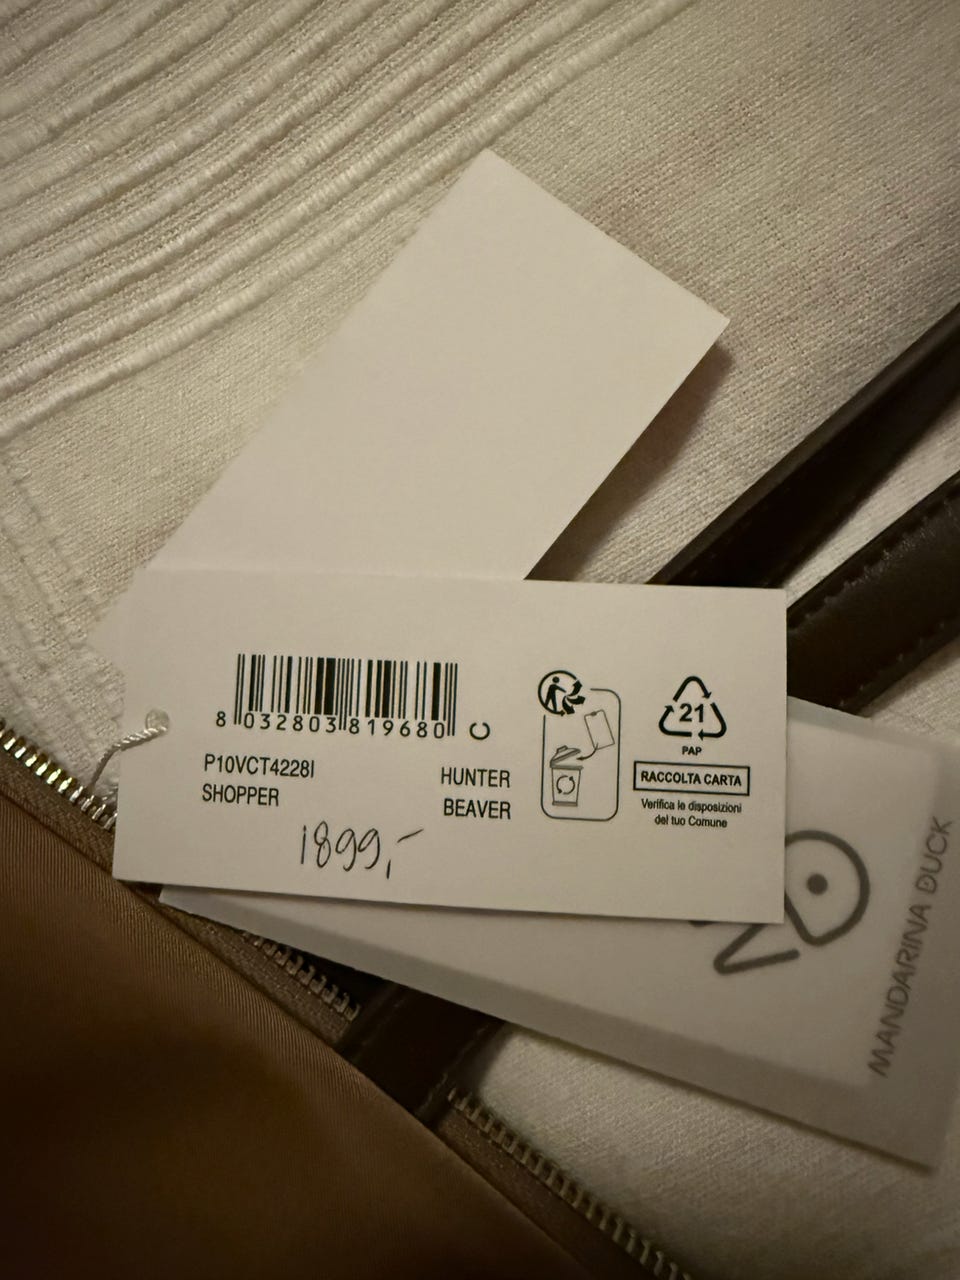 8 032803 819680 C
P10VCT4228I
SHOPPER
HUNTER
BEAVER
1899,-
21
PAP
RACCOLTA CARTA
Verifica le disposizioni
del tuo Comune
MANDARINA DUCK